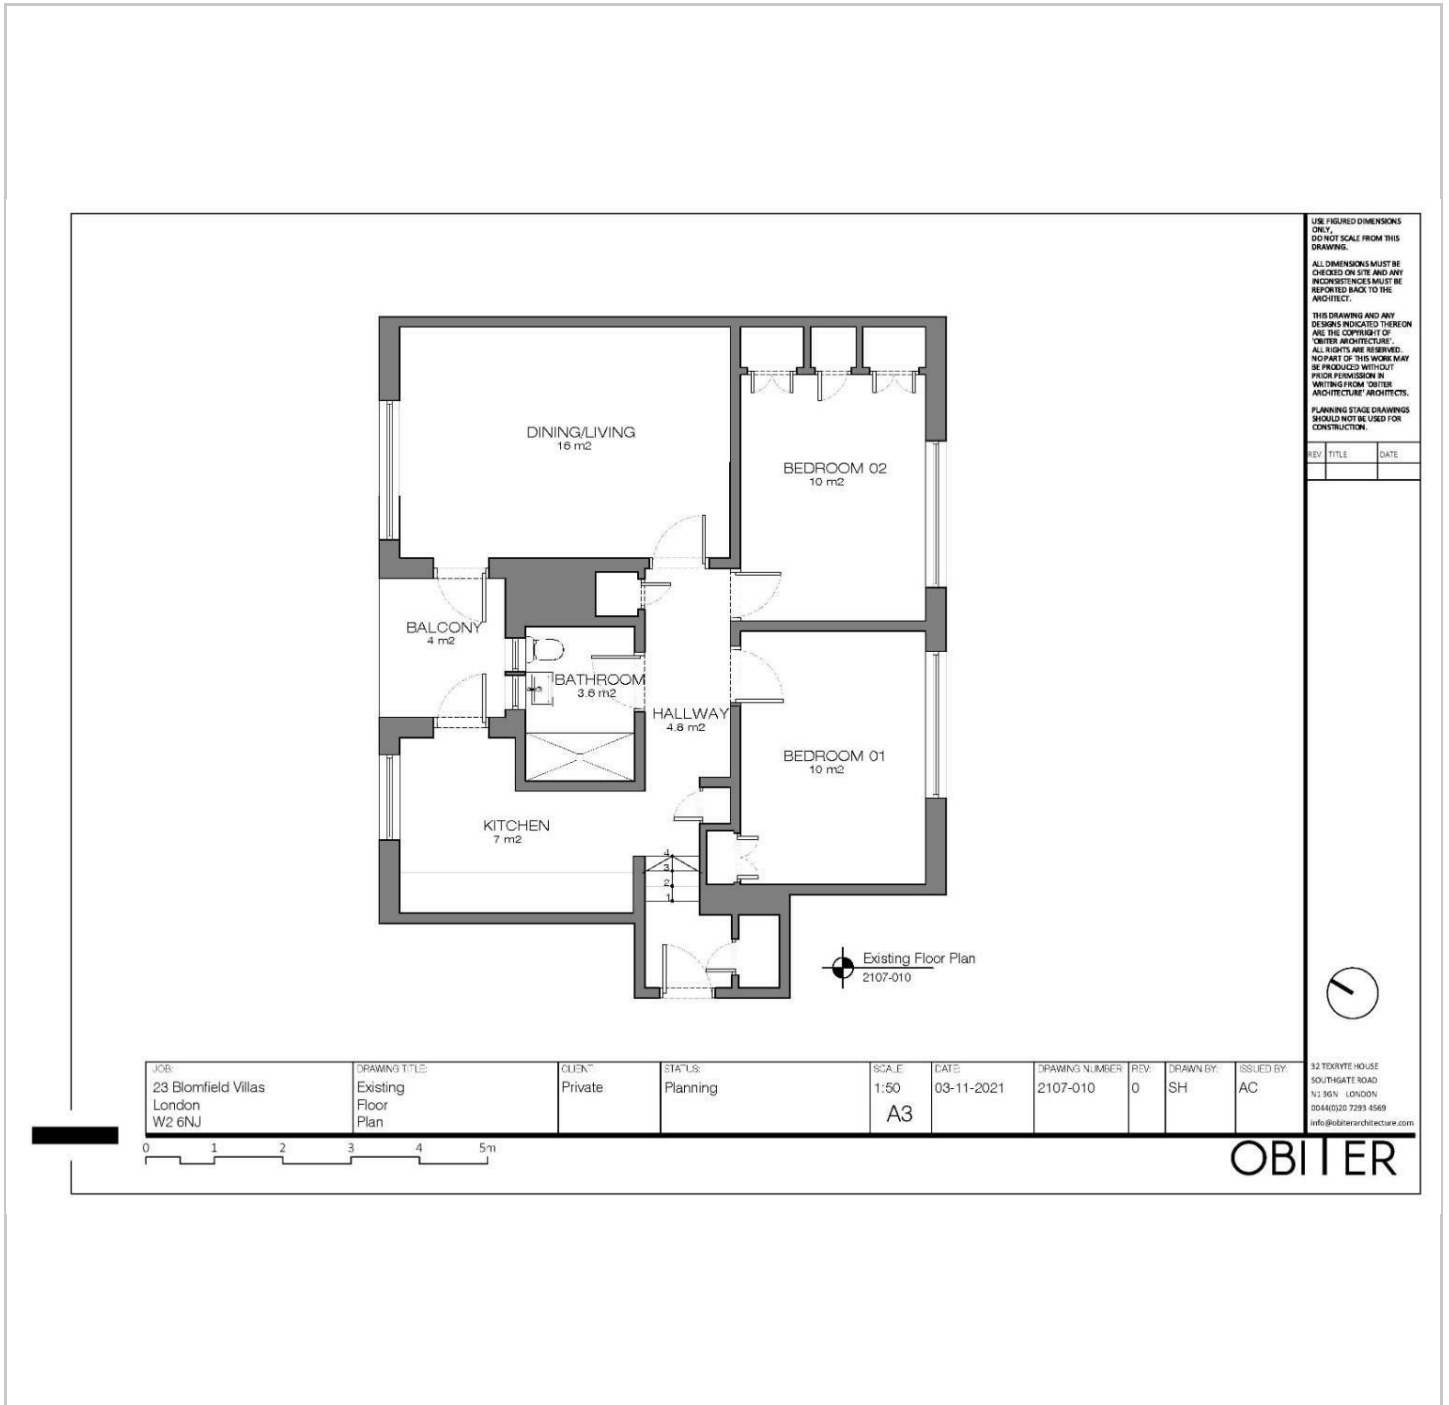 USE FIGURED DIMENSIONS
ONLY,
DO NOT SCALE FROM THIS
DRAWING.
ALL DIMENSIONS MUST BE
CHECKED ON SITE AND ANY
INCONSISTENCIES MUST BE
REPORTED BACK TO THE
ARCHITECT.
THIS DRAWING AND ANY
DESIGNS INDICATED THEREON
ARE THE COPYRIGHT OF
'OBITER ARCHITECTURE'.
ALL RIGHTS ARE RESERVED.
NO PART OF THIS WORK MAY
BE PRODUCED WITHOUT
PRIOR PERMISSION IN
WRITING FROM 'OBITER
ARCHITECTURE' ARCHITECTS.
PLANNING STAGE DRAWINGS
SHOULD NOT BE USED FOR
CONSTRUCTION.
REV TITLE DATE
DINING/LIVING
16 m2
BEDROOM 02
10 m2
BALCONY
4 m2
BATHROOM
3.6 m2
HALLWAY
4.8 m2
BEDROOM 01
10 m2
KITCHEN
7 m2
4
3
2
1
Existing Floor Plan
2107-010
JOB:
23 Blomfield Villas
London
W2 6NJ
DRAWING TITLE:
Existing
Floor
Plan
CLIENT:
Private
STATUS:
Planning
SCALE:
1:50
A3
DATE:
03-11-2021
DRAWING NUMBER
2107-010
REV:
0
DRAWN BY:
SH
ISSUED BY:
AC
32 TEXRYTE HOUSE
SOUTHGATE ROAD
N1 3GN LONDON
0044(0)20 7293 4569
info@obiterarchitecture.com
0 1 2 3 4 5m
OBITER